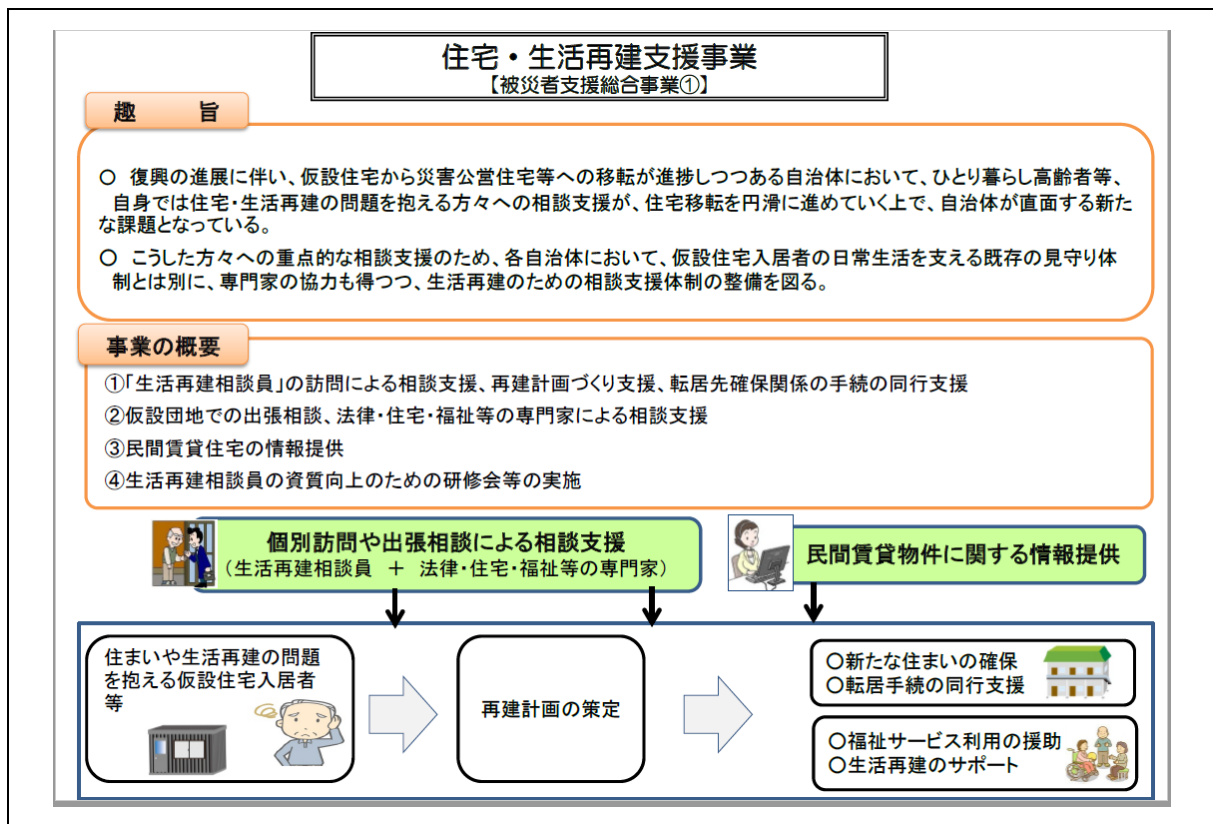 住宅・生活再建支援事業
【被災者支援総合事業①】
趣　　旨
○ 復興の進展に伴い、仮設住宅から災害公営住宅等への移転が進捗しつつある自治体において、ひとり暮らし高齢者等、
自身では住宅・生活再建の問題を抱える方々への相談支援が、住宅移転を円滑に進めていく上で、自治体が直面する新た
な課題となっている。
○ こうした方々への重点的な相談支援のため、各自治体において、仮設住宅入居者の日常生活を支える既存の見守り体
制とは別に、専門家の協力も得つつ、生活再建のための相談支援体制の整備を図る。
事業の概要
①「生活再建相談員」の訪問による相談支援、再建計画づくり支援、転居先確保関係の手続の同行支援
②仮設団地での出張相談、法律・住宅・福祉等の専門家による相談支援
③民間賃貸住宅の情報提供
④生活再建相談員の資質向上のための研修会等の実施
個別訪問や出張相談による相談支援
（生活再建相談員 ＋ 法律・住宅・福祉等の専門家）
民間賃貸物件に関する情報提供
住まいや生活再建の問題
を抱える仮設住宅入居者
等
再建計画の策定
○新たな住まいの確保
○転居手続の同行支援
○福祉サービス利用の援助
○生活再建のサポート